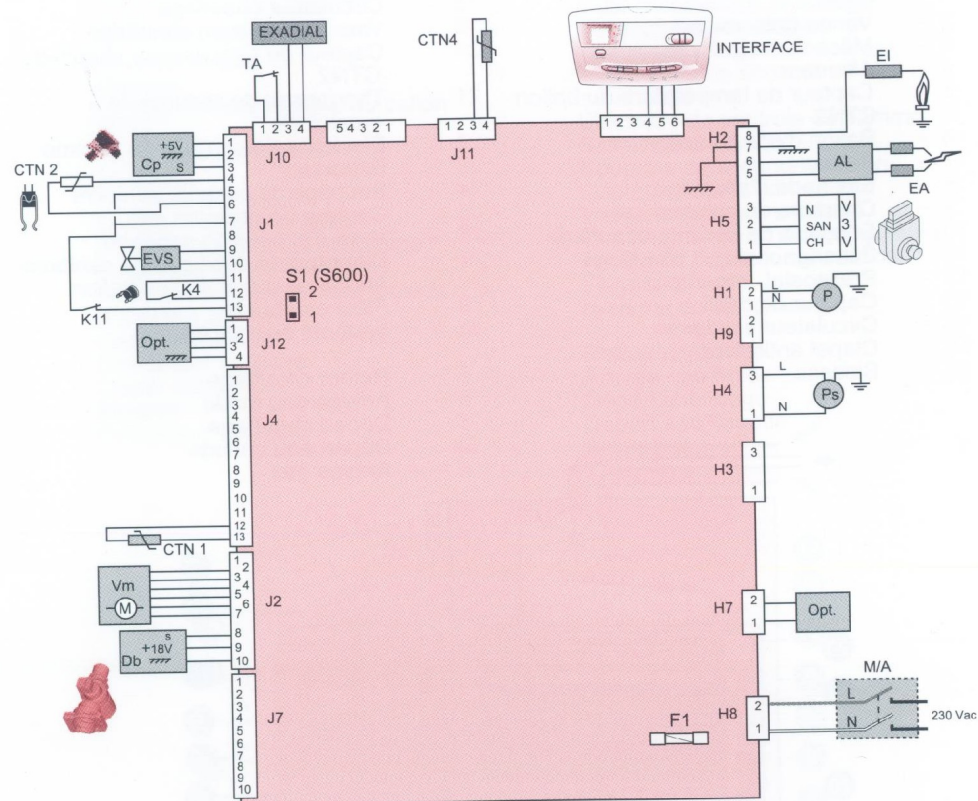 EXADIAL
CTN4
INTERFACE
TA
EI
1 2 3 4
5 4 3 2 1
1 2 3 4
1 2 3 4 5 6
J10
J11
H2
8
7
6
5
AL
EA
+5V
Cp
S
CTN 2
1
2
3
4
5
6
7
8
9
10
11
12
13
J1
EVS
K4
K11
S1 (S600)
2
1
H5
3
2
1
N
SAN
CH
V
3
V
H1
2
1
L
N
P
H9
2
1
Opt.
1
2
3
4
J12
H4
3
1
L
N
Ps
J4
1
2
3
4
5
6
7
8
9
10
11
12
13
H3
3
1
CTN 1
Vm
M
1
2
3
4
5
6
7
8
9
10
J2
s
+18V
Db
H7
2
1
Opt.
J7
1
2
3
4
5
6
7
8
9
10
F1
H8
2
1
M/A
L
N
230 Vac